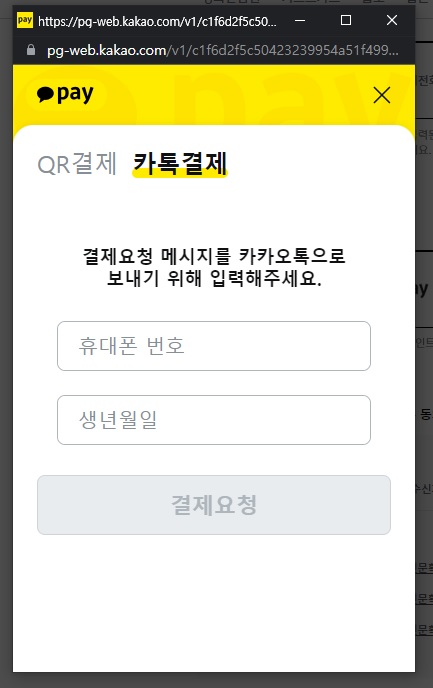 pay https://pg-web.kakao.com/v1/c1f6d2f5c50...
pg-web.kakao.com/v1/c1f6d2f5c50423239954a51f499...
pay
QR결제 카톡결제
결제요청 메시지를 카카오톡으로
보내기 위해 입력해주세요.
휴대폰 번호
생년월일
결제요청